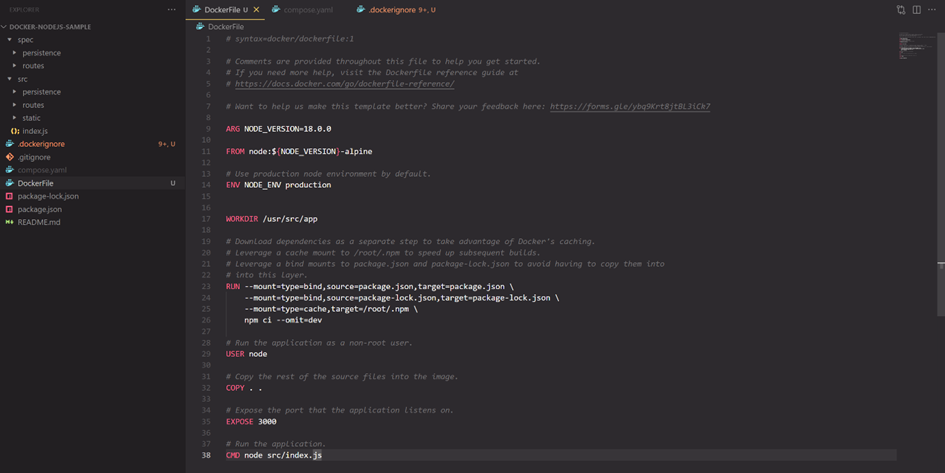 EXPLORER ···
DOCKER-NODEJS-SAMPLE
spec
persistence
routes
src
persistence
routes
static
index.js
.dockerignore 9+, U
.gitignore
compose.yaml
DockerFile U
package-lock.json
package.json
README.md
DockerFile U
compose.yaml
.dockerignore 9+, U
DockerFile
1 # syntax=docker/dockerfile:1
2
3 # Comments are provided throughout this file to help you get started.
4 # If you need more help, visit the Dockerfile reference guide at
5 # https://docs.docker.com/go/dockerfile-reference/
6
7 # Want to help us make this template better? Share your feedback here: https://forms.gle/ybq9Krt8jtBL3iCk7
8
9 ARG NODE_VERSION=18.0.0
10
11 FROM node:${NODE_VERSION}-alpine
12
13 # Use production node environment by default.
14 ENV NODE_ENV production
15
16
17 WORKDIR /usr/src/app
18
19 # Download dependencies as a separate step to take advantage of Docker's caching.
20 # Leverage a cache mount to /root/.npm to speed up subsequent builds.
21 # Leverage a bind mounts to package.json and package-lock.json to avoid having to copy them into
22 # into this layer.
23 RUN --mount=type=bind,source=package.json,target=package.json \
24 --mount=type=bind,source=package-lock.json,target=package-lock.json \
25 --mount=type=cache,target=/root/.npm \
26 npm ci --omit=dev
27
28 # Run the application as a non-root user.
29 USER node
30
31 # Copy the rest of the source files into the image.
32 COPY . .
33
34 # Expose the port that the application listens on.
35 EXPOSE 3000
36
37 # Run the application.
38 CMD node src/index.js